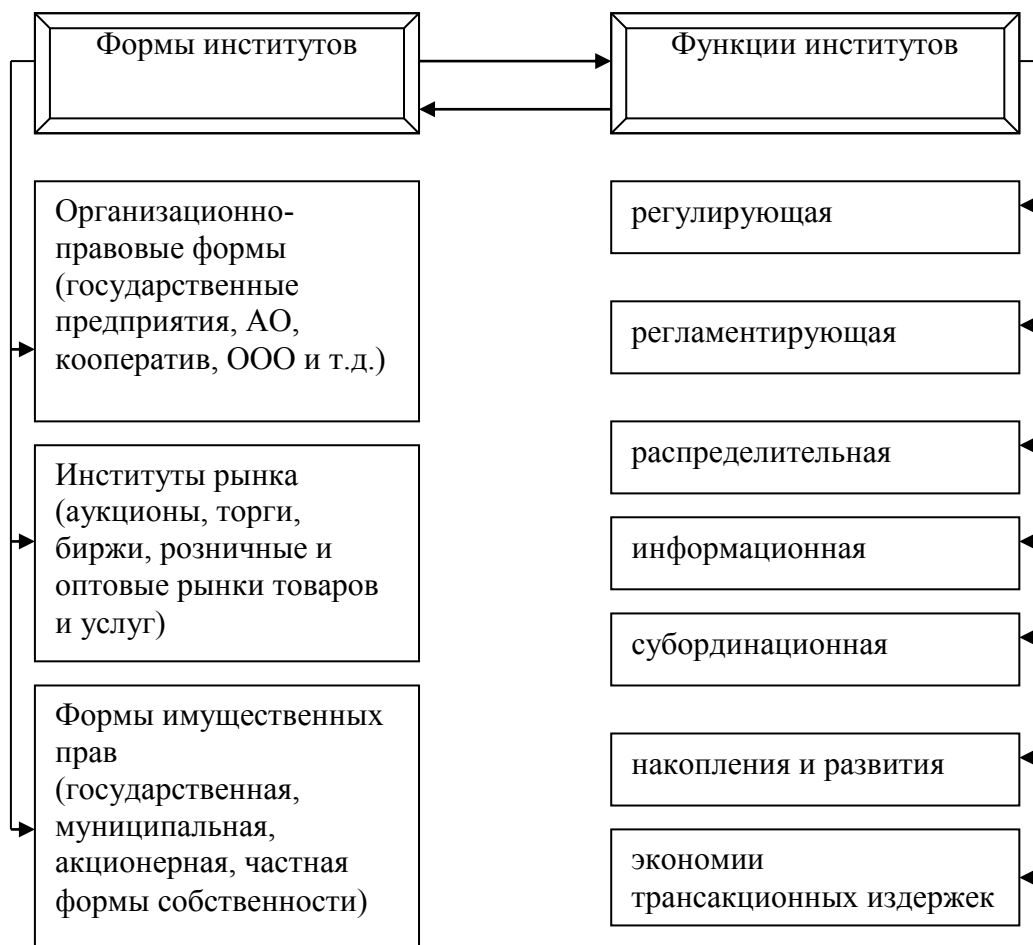 Формы институтов
Функции институтов
Организационно-
правовые формы
(государственные
предприятия, АО,
кооператив, ООО и т.д.)
Институты рынка
(аукционы, торги,
биржи, розничные и
оптовые рынки товаров
и услуг)
Формы имущественных
прав
(государственная,
муниципальная,
акционерная, частная
формы собственности)
регулирующая
регламентирующая
распределительная
информационная
субординационная
накопления и развития
экономии
трансакционных издержек